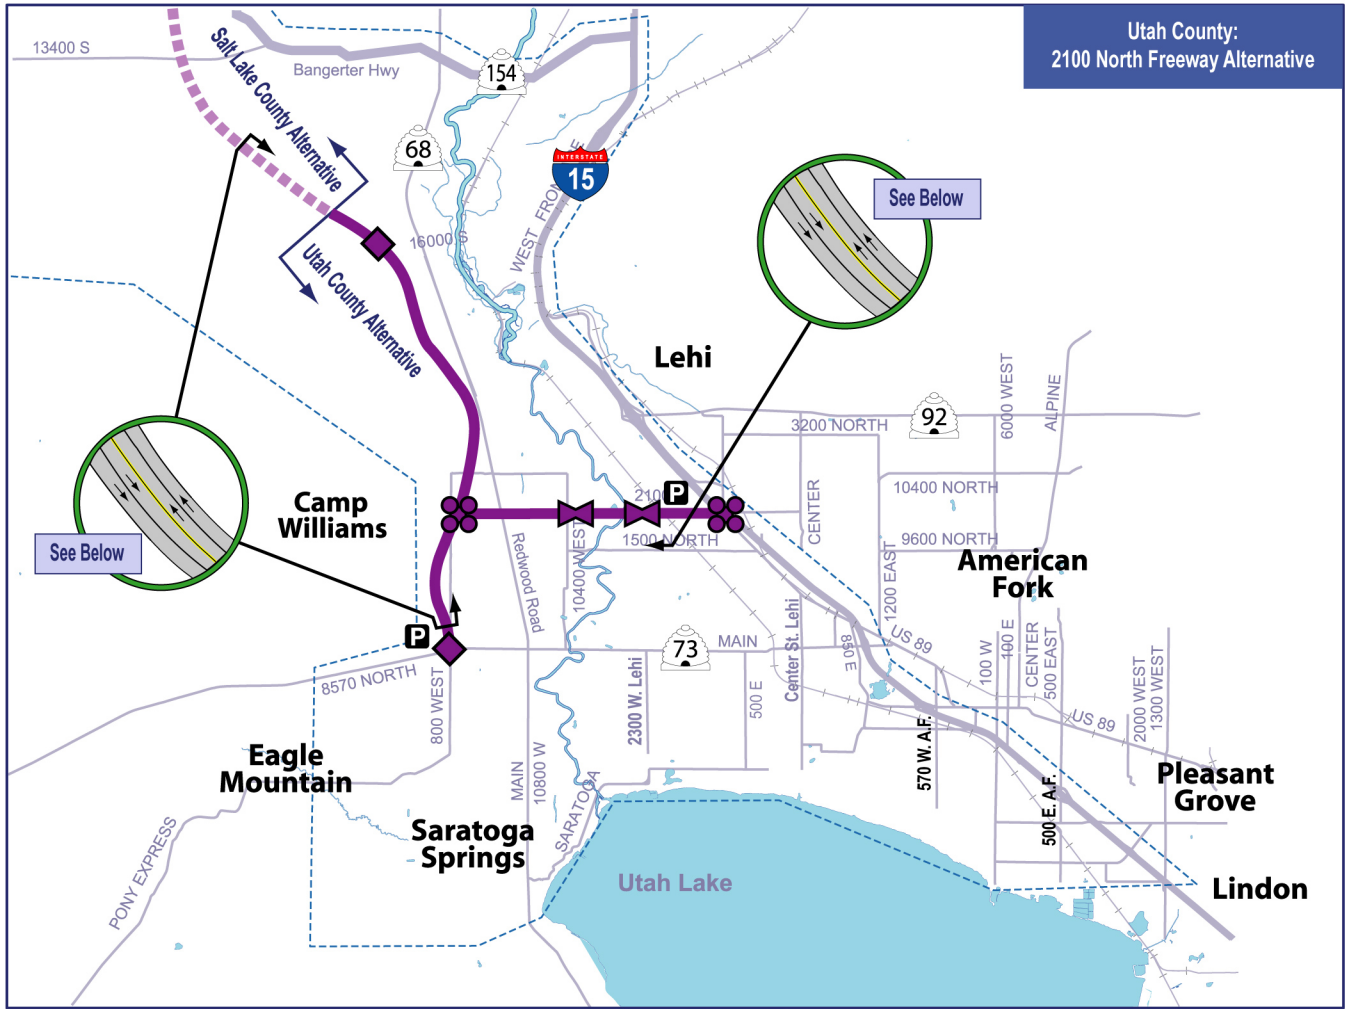 Utah County:
2100 North Freeway Alternative
13400 S
Bangerter Hwy
154
68
INTERSTATE
15
Salt Lake County Alternative
Utah County Alternative
16000 S
See Below
Lehi
92
3200 NORTH
6000 WEST
ALPINE
10400 NORTH
CENTER
9600 NORTH
American
Fork
Camp
Williams
See Below
P
1500 NORTH
10400 WEST
Redwood Road
1200 EAST
P
MAIN
73
US 89
8570 NORTH
800 WEST
2300 W. Lehi
500 E
Center St. Lehi
850 E
100 W
100 E
CENTER
500 EAST
2000 WEST
1300 WEST
US 89
Eagle
Mountain
MAIN
10800 W
SARATOGA
570 W. A.F.
500 E. A.F.
Pleasant
Grove
Saratoga
Springs
PONY EXPRESS
Utah Lake
Lindon